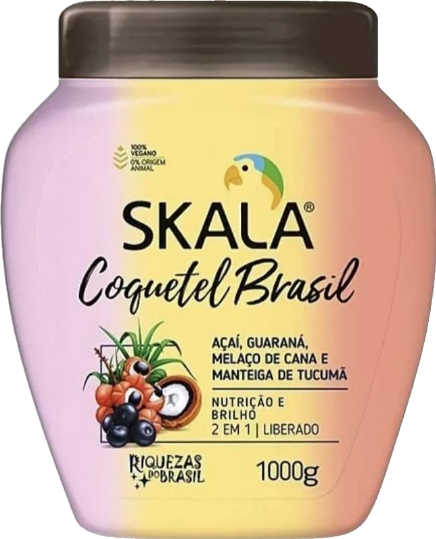 100%
VEGANO
0% ORIGEM
ANIMAL
SKALA®
Coquetel Brasil
AÇAÍ, GUARANÁ,
MELAÇO DE CANA E
MANTEIGA DE TUCUMÃ
NUTRIÇÃO E
BRILHO
2 EM 1 | LIBERADO
RIQUEZAS
DO BRASIL
1000g